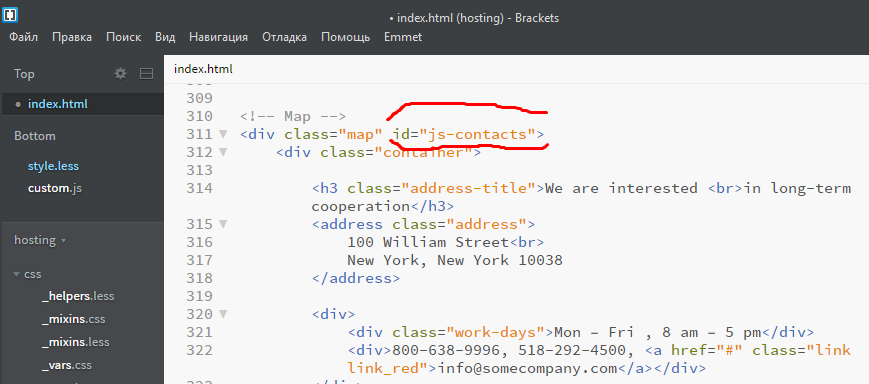 • index.html (hosting) - Brackets
Файл Правка Поиск Вид Навигация Отладка Помощь Emmet
Top
index.html
Bottom
style.less
custom.js
hosting
css
_helpers.less
_mixins.css
_mixins.less
_vars.css
index.html
309
310 <!-- Map -->
311 <div class="map" id="js-contacts">
312 <div class="container">
313
314 <h3 class="address-title">We are interested <br>in long-term
cooperation</h3>
315 <address class="address">
316 100 William Street<br>
317 New York, New York 10038
318 </address>
319
320 <div>
321 <div class="work-days">Mon – Fri , 8 am – 5 pm</div>
322 <div>800-638-9996, 518-292-4500, <a href="#" class="link
link_red">info@somecompany.com</a></div>